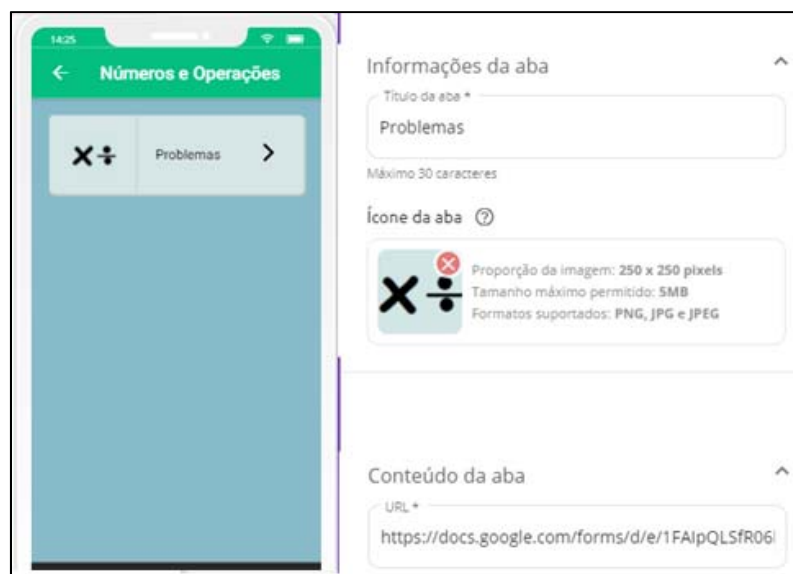 14:25
Números e Operações
Problemas
Informações da aba
Título da aba *
Problemas
Máximo 30 caracteres
Ícone da aba
Proporção da imagem: 250 x 250 pixels
Tamanho máximo permitido: 5MB
Formatos suportados: PNG, JPG e JPEG
Conteúdo da aba
URL *
https://docs.google.com/forms/d/e/1FAIpQLSfR06